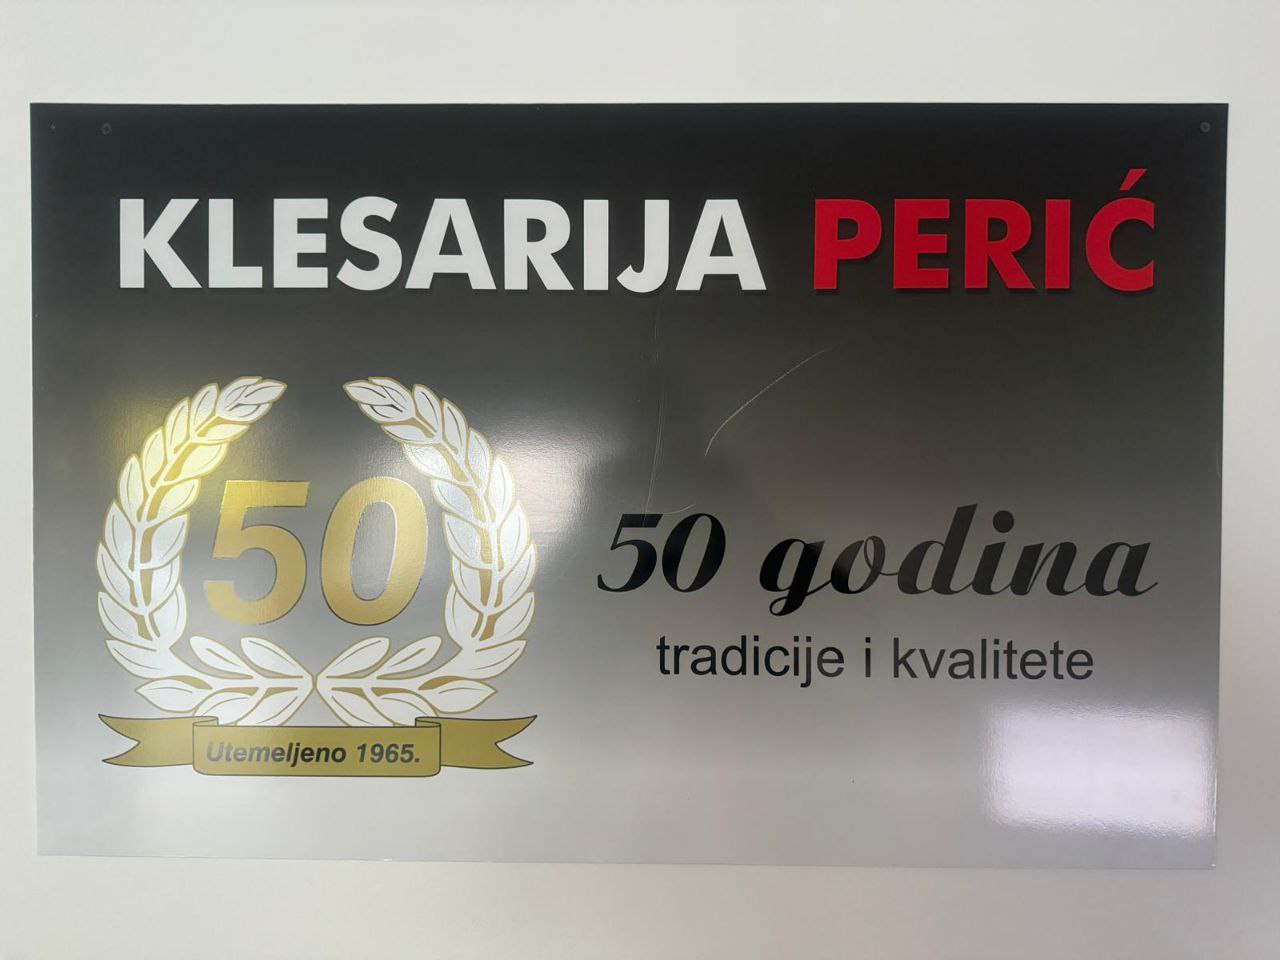 KLESARIJA PERIĆ
50
Utemeljeno 1965.
50 godina
tradicije i kvalitete